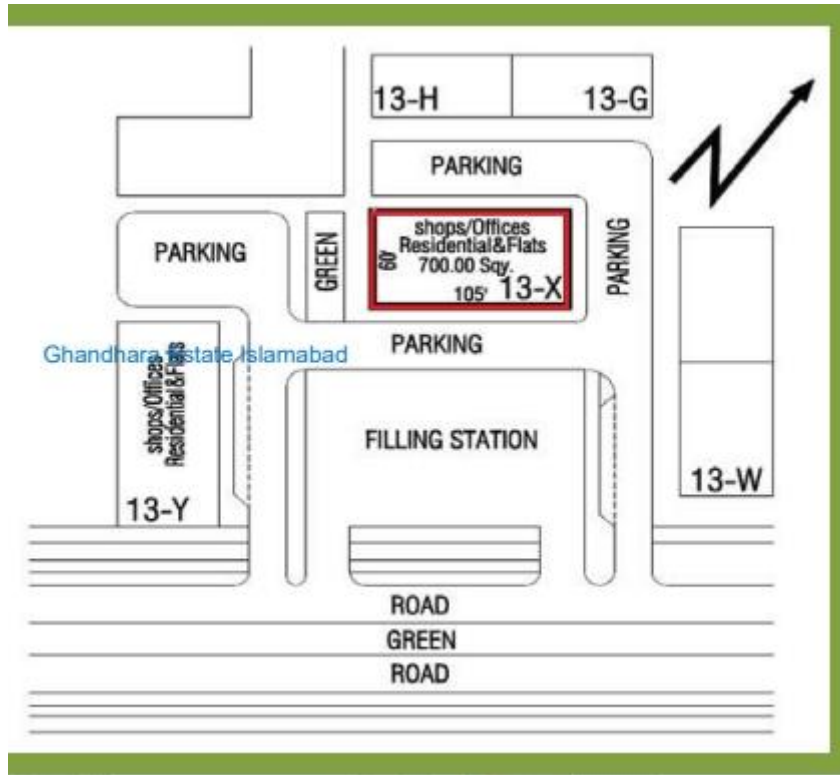 13-H
13-G
PARKING
PARKING
GREEN
shops/Offices
Residential&Flats
700.00 Sqy.
60'
105'
13-X
PARKING
PARKING
Ghandhara Estate Islamabad
shops/Offices
Residential&Flats
13-Y
FILLING STATION
13-W
ROAD
GREEN
ROAD